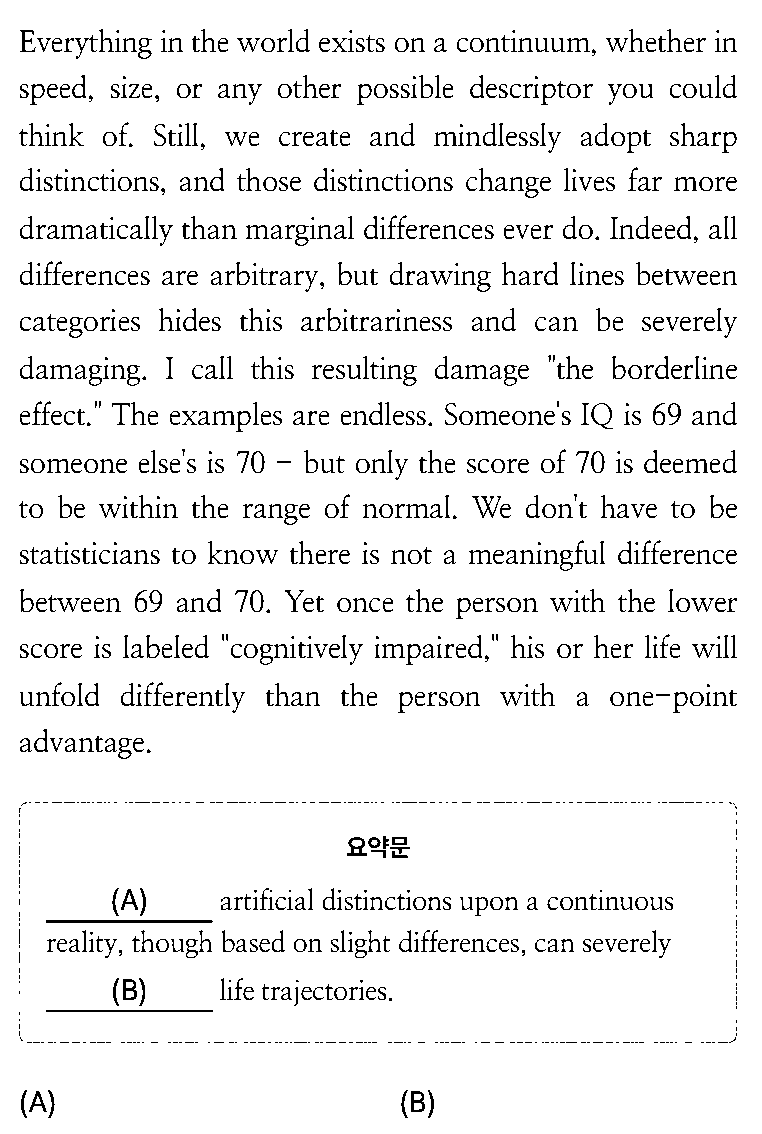 Everything in the world exists on a continuum, whether in
speed, size, or any other possible descriptor you could
think of. Still, we create and mindlessly adopt sharp
distinctions, and those distinctions change lives far more
dramatically than marginal differences ever do. Indeed, all
differences are arbitrary, but drawing hard lines between
categories hides this arbitrariness and can be severely
damaging. I call this resulting damage "the borderline
effect." The examples are endless. Someone's IQ is 69 and
someone else's is 70 – but only the score of 70 is deemed
to be within the range of normal. We don't have to be
statisticians to know there is not a meaningful difference
between 69 and 70. Yet once the person with the lower
score is labeled "cognitively impaired," his or her life will
unfold differently than the person with a one-point
advantage.
요약문
(A) artificial distinctions upon a continuous
reality, though based on slight differences, can severely
(B) life trajectories.
(A) (B)